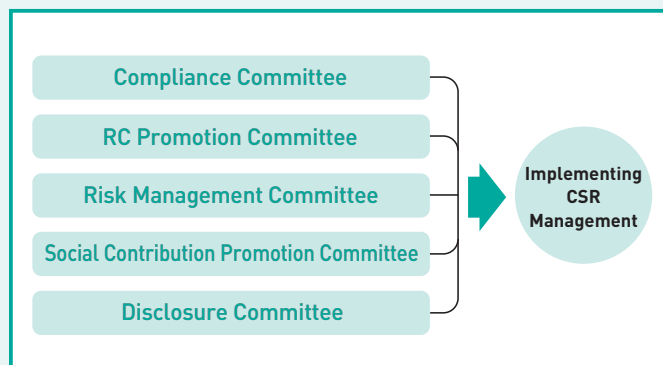 Compliance Committee
RC Promotion Committee
Risk Management Committee
Social Contribution Promotion Committee
Disclosure Committee
Implementing
CSR
Management